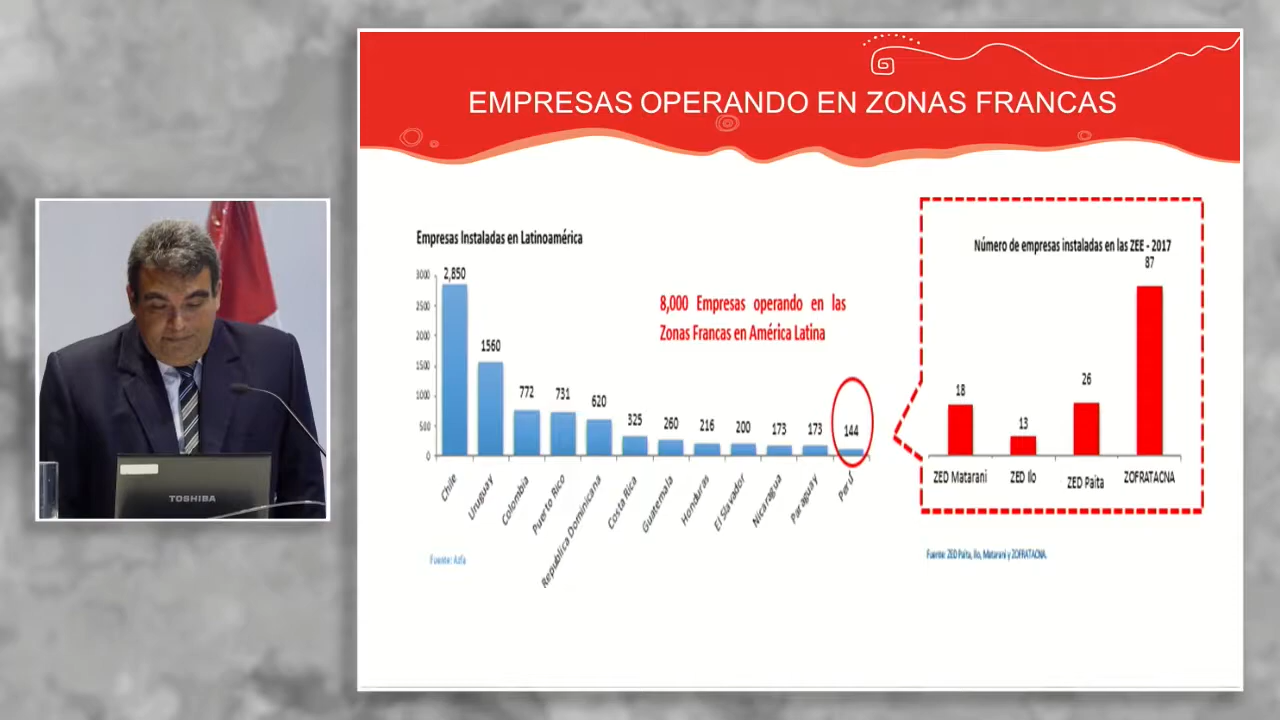 EMPRESAS OPERANDO EN ZONAS FRANCAS
Empresas Instaladas en Latinoamérica
3000
2500
2000
1500
1000
500
0
2,850
1560
772
731
620
325
260
216
200
173
173
144
Chile
Uruguay
Colombia
Puerto Rico
Republica Dominicana
Costa Rica
Guatemala
Honduras
El Slavador
Nicaragua
Paraguay
Perú
8,000 Empresas operando en las
Zonas Francas en América Latina
Fuente: Azfa
Número de empresas instaladas en las ZEE - 2017
18
13
26
87
ZED Matarani
ZED Ilo
ZED Paita
ZOFRATACNA
Fuente: ZED Paita, Ilo, Matarani y ZOFRATACNA.
TOSHIBA